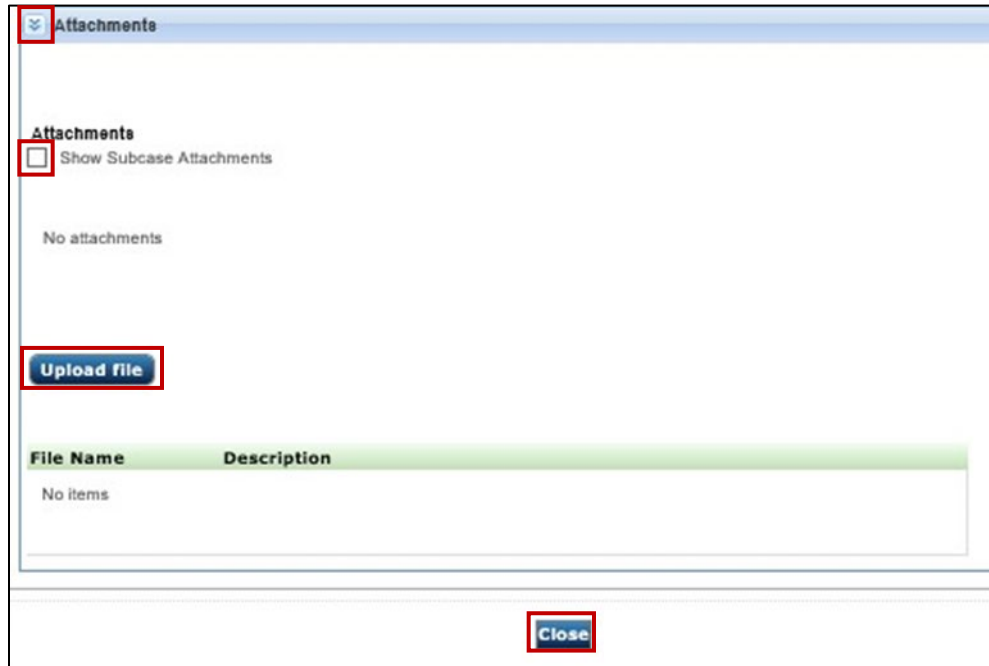 Attachments
Attachments
Show Subcase Attachments
No attachments
Upload file
File Name Description
No items
Close